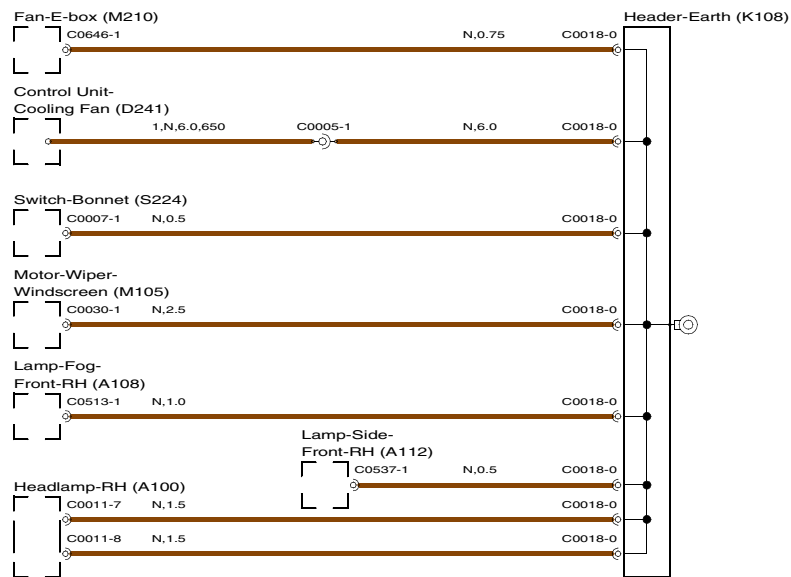 Fan-E-box (M210)
Header-Earth (K108)
C0646-1 N,0.75 C0018-0
Control Unit-
Cooling Fan (D241)
1,N,6.0,650 C0005-1 N,6.0 C0018-0
Switch-Bonnet (S224)
C0007-1 N,0.5 C0018-0
Motor-Wiper-
Windscreen (M105)
C0030-1 N,2.5 C0018-0
Lamp-Fog-
Front-RH (A108)
C0513-1 N,1.0 C0018-0
Lamp-Side-
Front-RH (A112)
C0537-1 N,0.5 C0018-0
Headlamp-RH (A100)
C0011-7 N,1.5 C0018-0
C0011-8 N,1.5 C0018-0